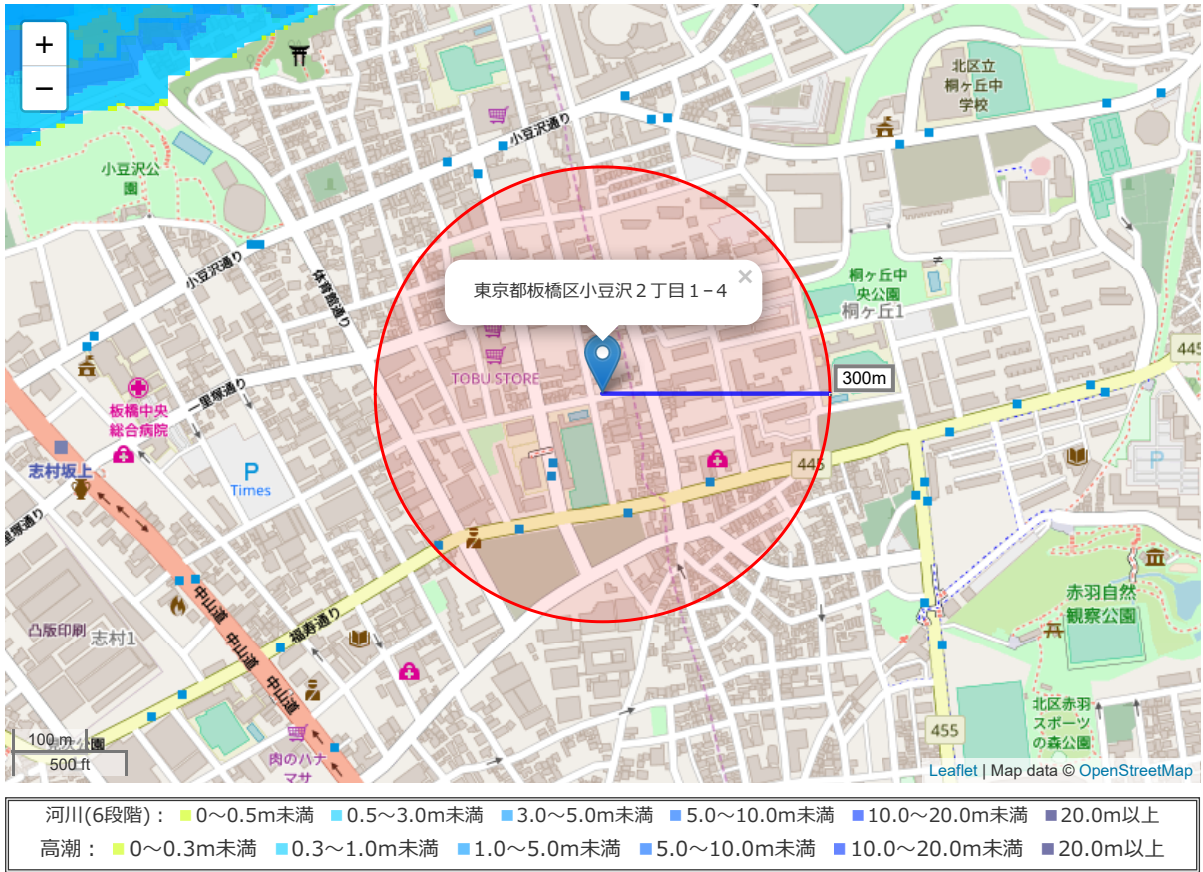 +
−
北区立
桐ヶ丘中
学校
小豆沢通り
小豆沢公
園
小豆沢通り
体育館通り
東京都板橋区小豆沢２丁目１−４
×
桐ヶ丘中
央公園
桐ヶ丘1
TOBU STORE
300m
445
一里塚通り
板橋中央
総合病院
志村坂上
P
Times
445
P
里塚通り
中山道
中山道
中山道
福寿通り
凸版印刷
志村1
赤羽自然
観察公園
北区赤羽
スポーツ
の森公園
455
肉のハナ
マサ
公園
100 m
500 ft
Leaflet | Map data © OpenStreetMap
河川(6段階)： 0～0.5m未満 0.5～3.0m未満 3.0～5.0m未満 5.0～10.0m未満 10.0～20.0m未満 20.0m以上
高潮： 0～0.3m未満 0.3～1.0m未満 1.0～5.0m未満 5.0～10.0m未満 10.0～20.0m未満 20.0m以上